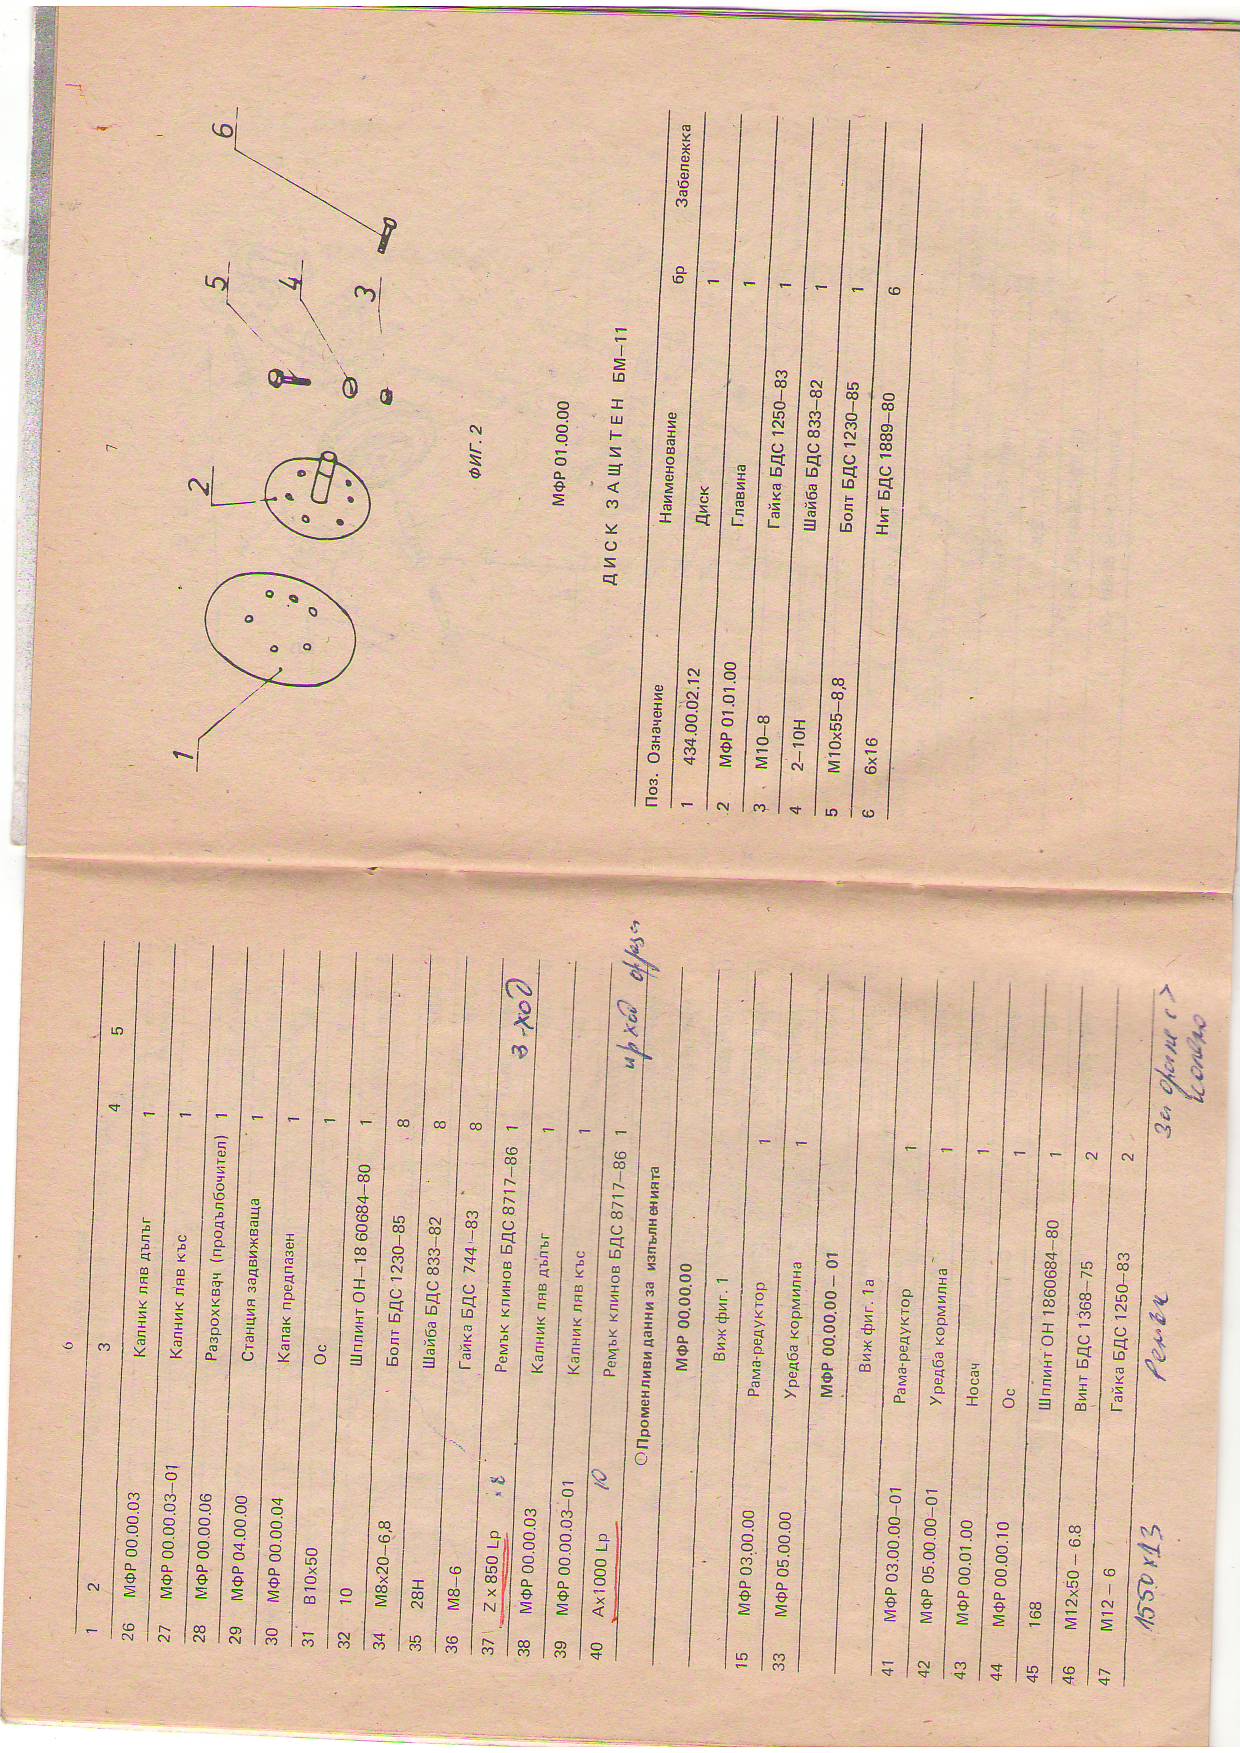 6
1 2 3 4 5
26 МФР 00.00.03 Калник ляв дълъг 1
27 МФР 00.00.03–01 Калник ляв къс 1
28 МФР 00.00.06 Разрохквач (продълбочител) 1
29 МФР 04.00.00 Станция задвижваща 1
30 МФР 00.00.04 Капак предпазен 1
31 В10х50 Ос 1
32 10 Шплинт ОН–18 60684–80 1
34 М8х20–6,8 Болт БДС 1230–85 8
35 28Н Шайба БДС 833–82 8
36 М8–6 Гайка БДС 744–83 8
37 Z х 850 Lp Ремък клинов БДС 8717–86 1 3-ход
38 МФР 00.00.03 Калник ляв дълъг 1
39 МФР 00.00.03–01 Калник ляв къс 1
40 Ах1000 Lp 10 Ремък клинов БДС 8717–86 1
Променливи данни за изпълненията
МФР 00.00.00
Виж фиг. 1
15 МФР 03.00.00 Рама-редуктор 1
33 МФР 05.00.00 Уредба кормилна 1
МФР 00.00.00 – 01
Виж фиг. 1а
41 МФР 03.00.00–01 Рама-редуктор 1
42 МФР 05.00.00–01 Уредба кормилна 1
43 МФР 00.01.00 Носач 1
44 МФР 00.00.10 Ос 1
45 168 Шплинт ОН 1860684–80 1
46 М12х50 – 6.8 Винт БДС 1368–75 2
47 М12 – 6 Гайка БДС 1250–83 2
1550х13 Ремък
7
1
2
5
4
3
6
ФИГ. 2
МФР 01.00.00
ДИСК ЗАЩИТЕН БМ–11
Поз. Означение Наименование бр Забележка
1 434.00.02.12 Диск 1
2 МФР 01.01.00 Главина 1
3 М10–8 Гайка БДС 1250–83 1
4 2–10Н Шайба БДС 833–82 1
5 М10х55–8,8 Болт БДС 1230–85 1
6 6х16 Нит БДС 1889–80 6